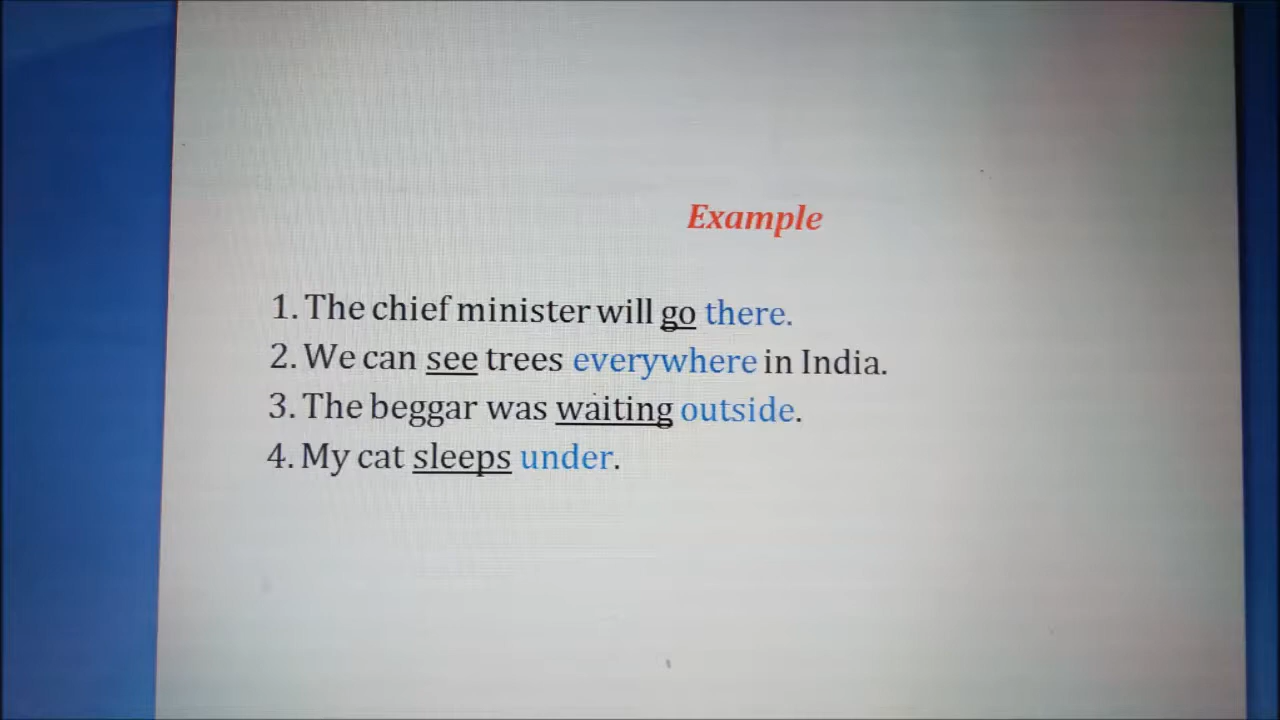 Example
1. The chief minister will go there.
2. We can see trees everywhere in India.
3. The beggar was waiting outside.
4. My cat sleeps under.